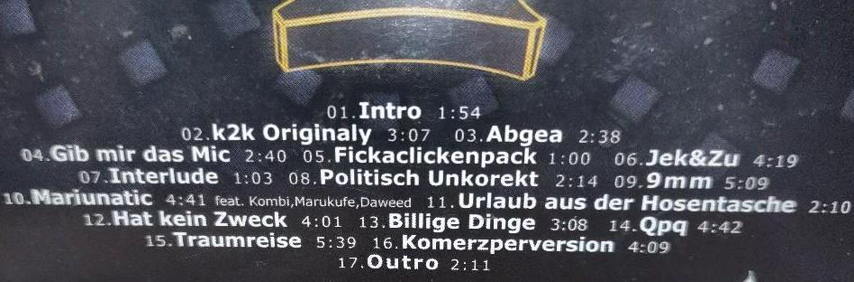 01.Intro 1:54
02.k2k Originaly 3:07 03.Abgea 2:38
04.Gib mir das Mic 2:40 05.Fickaclickenpack 1:00 06.Jek&Zu 4:19
07.Interlude 1:03 08.Politisch Unkorekt 2:14 09.9mm 5:09
10.Mariunatic 4:41 feat. Kombi,Marukufe,Daweed 11.Urlaub aus der Hosentasche 2:10
12.Hat kein Zweck 4:01 13.Billige Dinge 3:08 14.Qpq 4:42
15.Traumreise 5:39 16.Komerzperversion 4:09
17.Outro 2:11